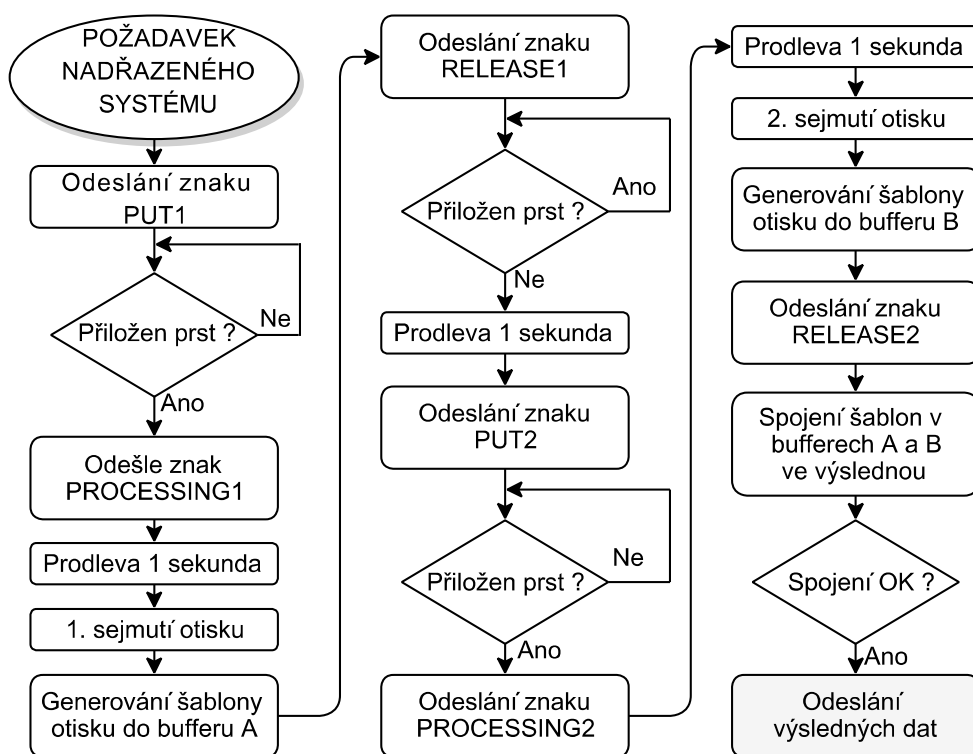 POŽADAVEK
NADŘAZENÉHO
SYSTÉMU
Odeslání znaku
PUT1
Přiložen prst ?
Ne
Ano
Odešle znak
PROCESSING1
Prodleva 1 sekunda
1. sejmutí otisku
Generování šablony
otisku do bufferu A
Odeslání znaku
RELEASE1
Přiložen prst ?
Ano
Ne
Prodleva 1 sekunda
Odeslání znaku
PUT2
Přiložen prst ?
Ne
Ano
Odeslání znaku
PROCESSING2
Prodleva 1 sekunda
2. sejmutí otisku
Generování šablony
otisku do bufferu B
Odeslání znaku
RELEASE2
Spojení šablon v
bufferech A a B
ve výslednou
Spojení OK ?
Ano
Odeslání
výsledných dat